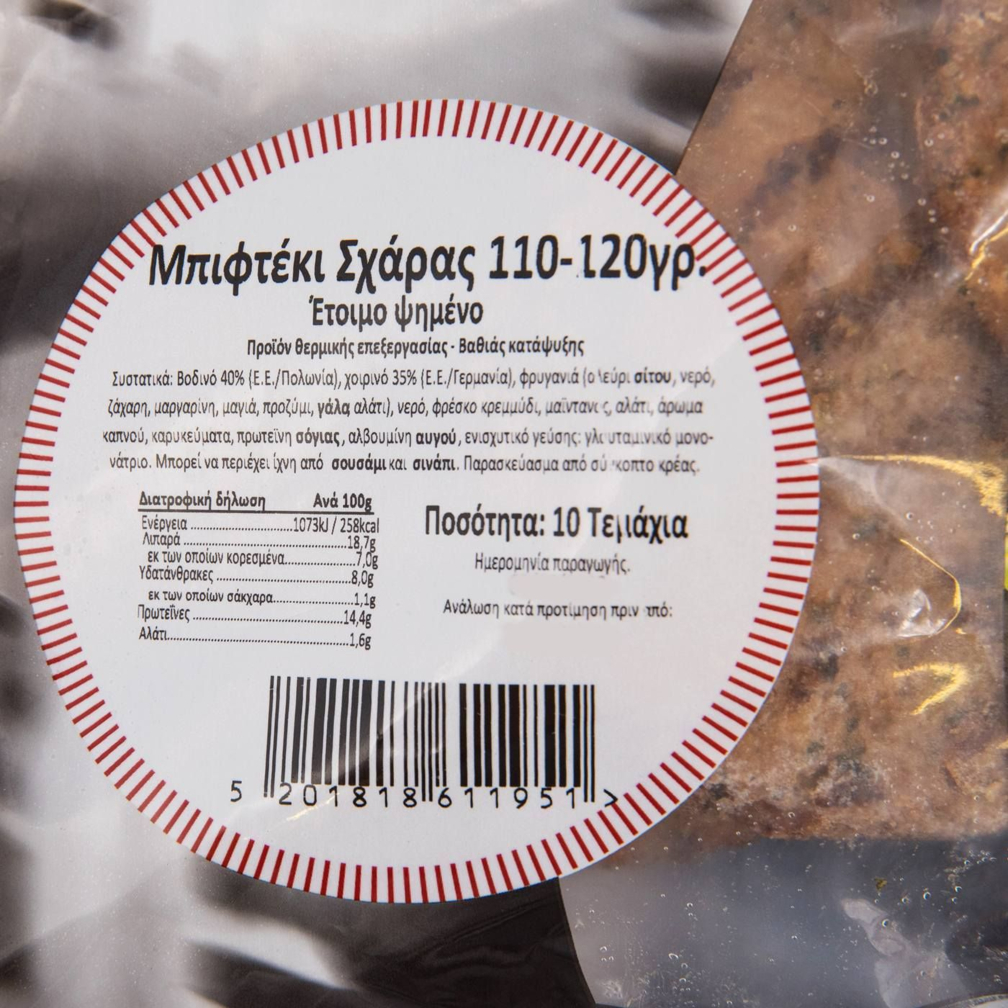 Μπιφτέκι Σχάρας 110-120γρ.
Έτοιμο ψημένο
Προϊόν θερμικής επεξεργασίας - Βαθιάς κατάψυξης
Συστατικά: Βοδινό 40% (Ε.Ε./Πολωνία), χοιρινό 35% (Ε.Ε./Γερμανία), φρυγανιά (αλεύρι σίτου, νερό,
ζάχαρη, μαργαρίνη, μαγιά, προζύμι, γάλα, αλάτι), νερό, φρέσκο κρεμμύδι, μαϊντανός, αλάτι, άρωμα
καπνού, καρυκεύματα, πρωτεϊνη σόγιας, αλβουμίνη αυγού, ενισχυτικό γεύσης: γλουταμινικό μονο-
νάτριο. Μπορεί να περιέχει ίχνη από σουσάμι και σινάπι. Παρασκεύασμα από σύγκοπτο κρέας.
Διατροφική δήλωση Ανά 100g
Ενέργεια 1073kJ / 258kcal
Λιπαρά 18,7g
εκ των οποίων κορεσμένα 7,0g
Υδατάνθρακες 8,0g
εκ των οποίων σάκχαρα 1,1g
Πρωτεΐνες 14,4g
Αλάτι 1,6g
Ποσότητα: 10 Τεμάχια
Ημερομηνία παραγωγής.
Ανάλωση κατά προτίμηση πριν από:
5 201818 611951 >